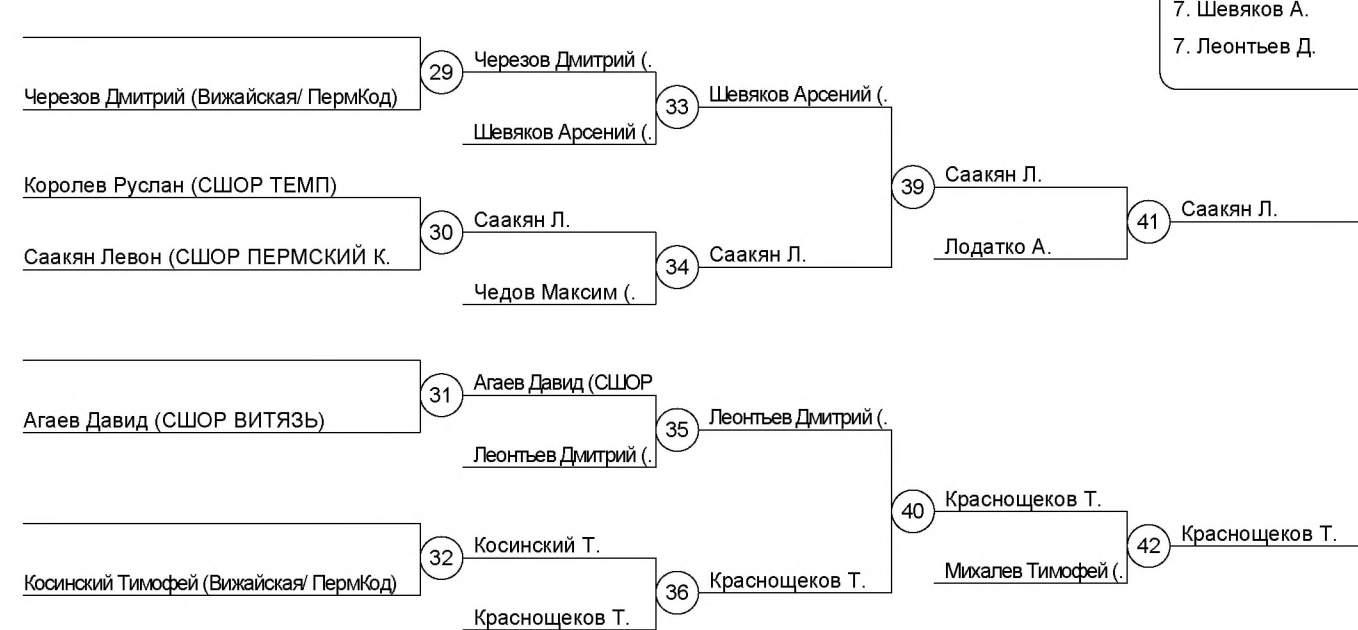 7. Шевяков А.
7. Леонтьев Д.
29
Черезов Дмитрий (.
Черезов Дмитрий (Вижайская/ ПермКод)
33
Шевяков Арсений (.
Шевяков Арсений (.
Королев Руслан (СШОР ТЕМП)
39
Саакян Л.
30
Саакян Л.
41
Саакян Л.
Саакян Левон (СШОР ПЕРМСКИЙ К.
34
Саакян Л.
Лодатко А.
Чедов Максим (.
31
Агаев Давид (СШОР
Агаев Давид (СШОР ВИТЯЗЬ)
35
Леонтьев Дмитрий (.
Леонтьев Дмитрий (.
40
Краснощеков Т.
32
Косинский Т.
42
Краснощеков Т.
Косинский Тимофей (Вижайская/ ПермКод)
36
Краснощеков Т.
Михалев Тимофей (.
Краснощеков Т.